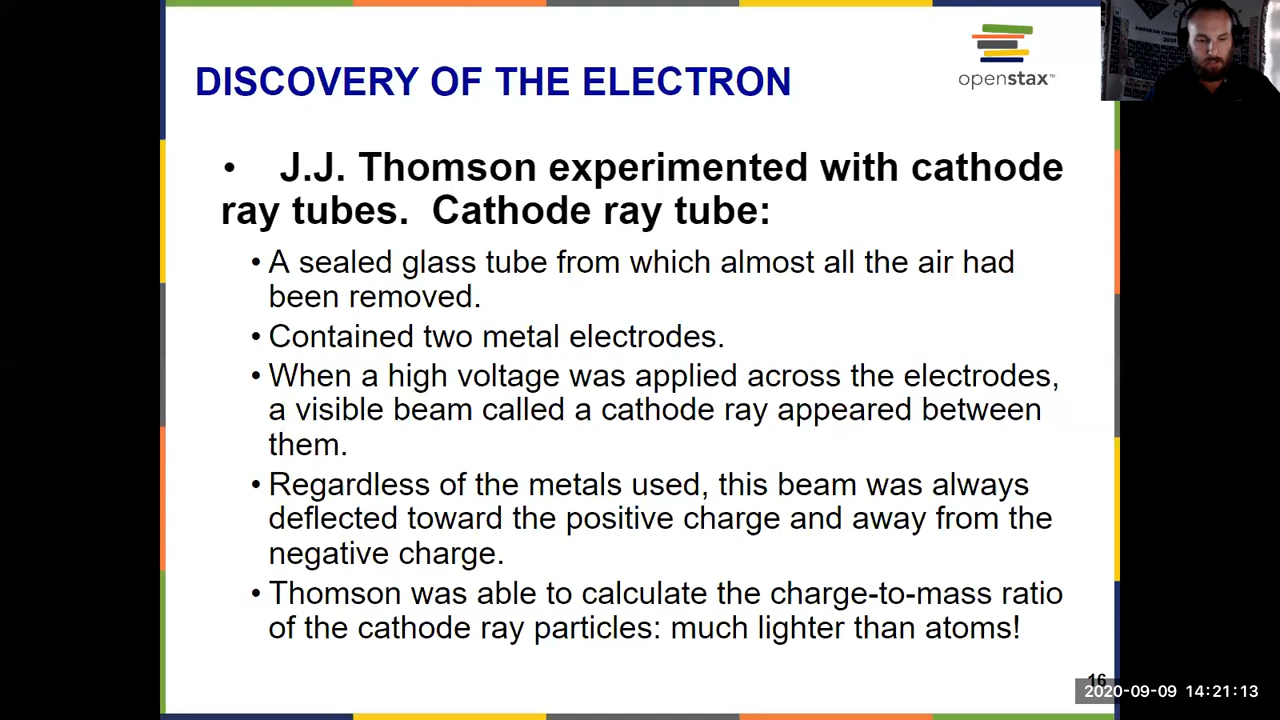 DISCOVERY OF THE ELECTRON
openstax™
• J.J. Thomson experimented with cathode
ray tubes. Cathode ray tube:
• A sealed glass tube from which almost all the air had
been removed.
• Contained two metal electrodes.
• When a high voltage was applied across the electrodes,
a visible beam called a cathode ray appeared between
them.
• Regardless of the metals used, this beam was always
deflected toward the positive charge and away from the
negative charge.
• Thomson was able to calculate the charge-to-mass ratio
of the cathode ray particles: much lighter than atoms!
16
2020-09-09 14:21:13